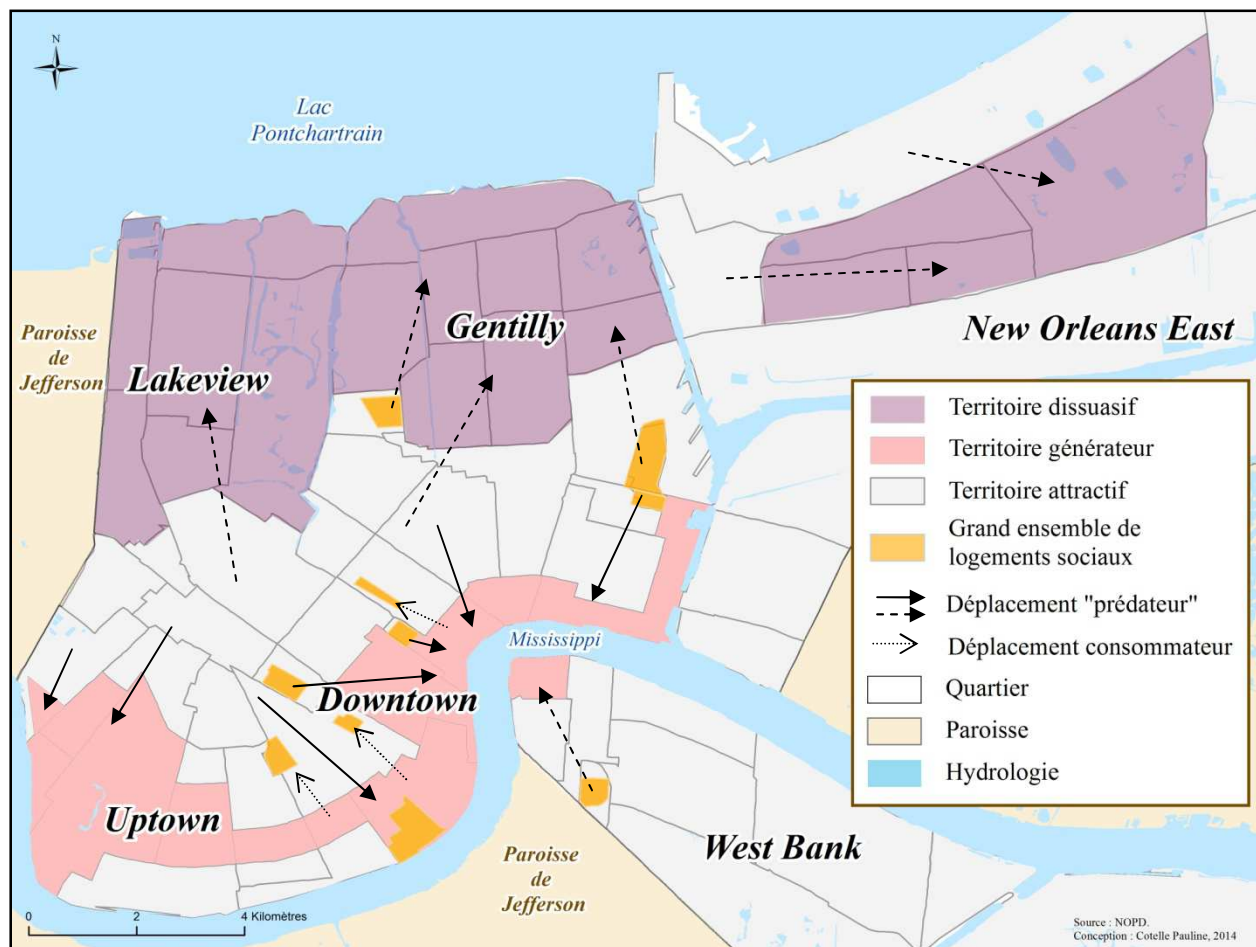 N
Lac
Pontchartrain
Paroisse
de
Jefferson
Lakeview
Gentilly
New Orleans East
Territoire dissuasif
Territoire générateur
Territoire attractif
Grand ensemble de
logements sociaux
Déplacement "prédateur"
Déplacement consommateur
Quartier
Paroisse
Hydrologie
Mississippi
Downtown
Uptown
West Bank
Paroisse
de
Jefferson
0 2 4 Kilomètres
Source : NOPD.
Conception : Cotelle Pauline, 2014